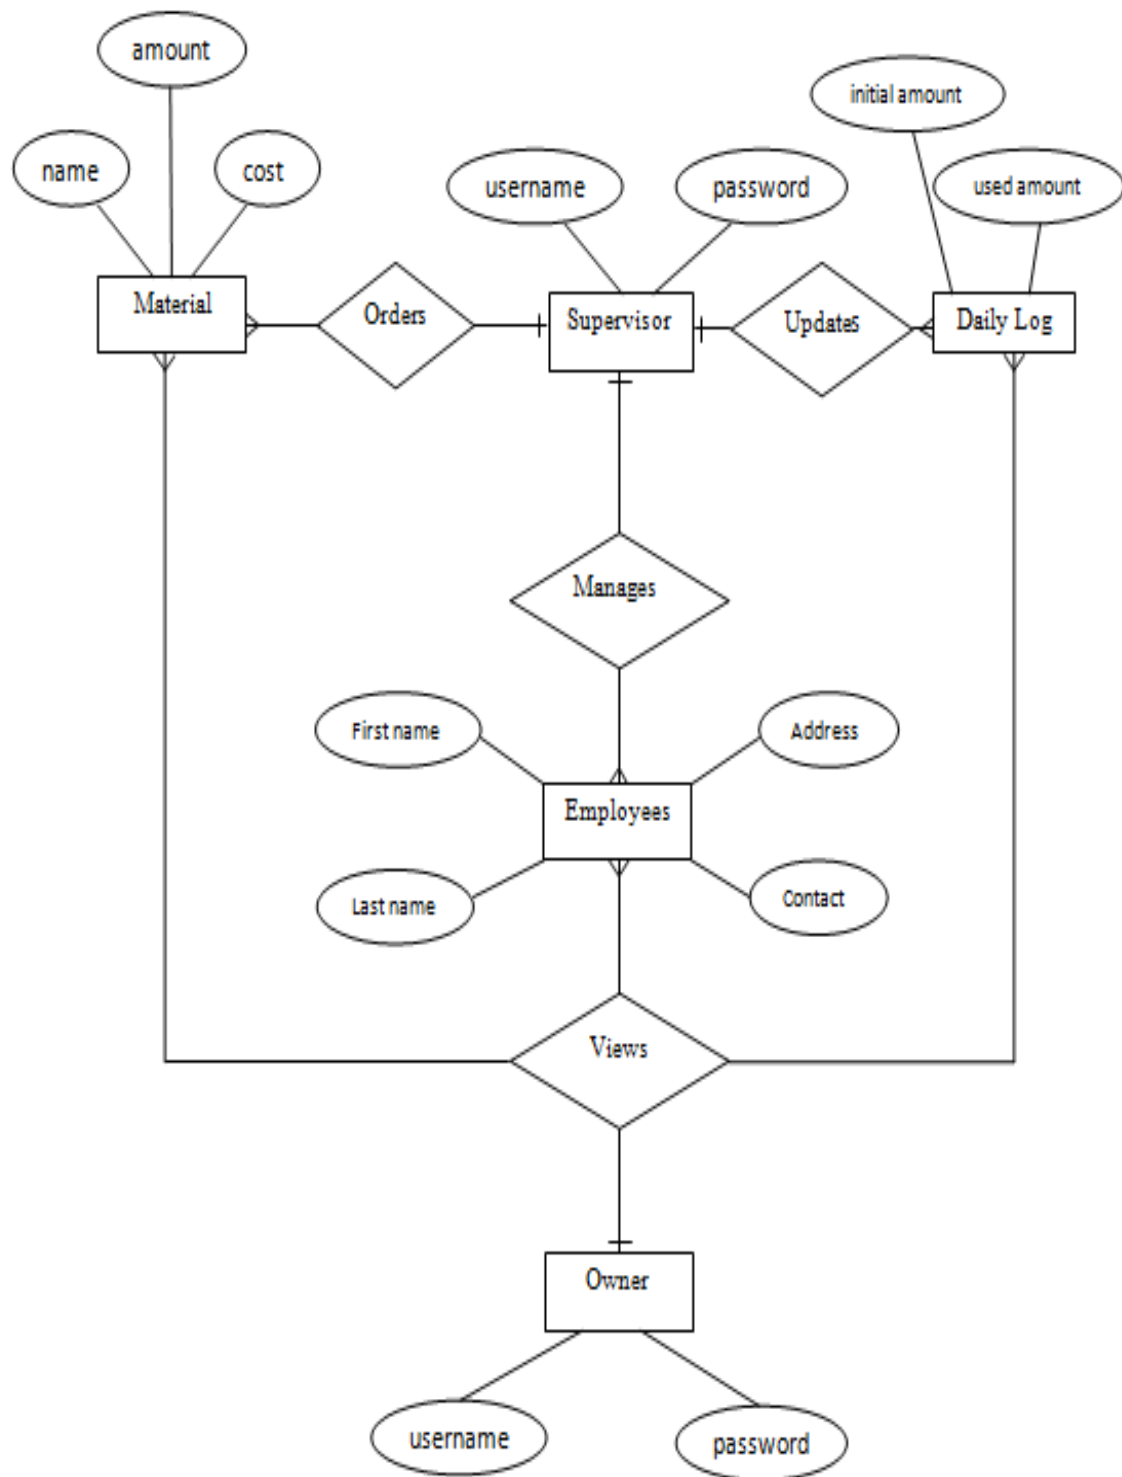 amount
initial amount
name
cost
username
password
used amount
Material
Orders
Supervisor
Updates
Daily Log
Manages
First name
Address
Employees
Last name
Contact
Views
Owner
username
password